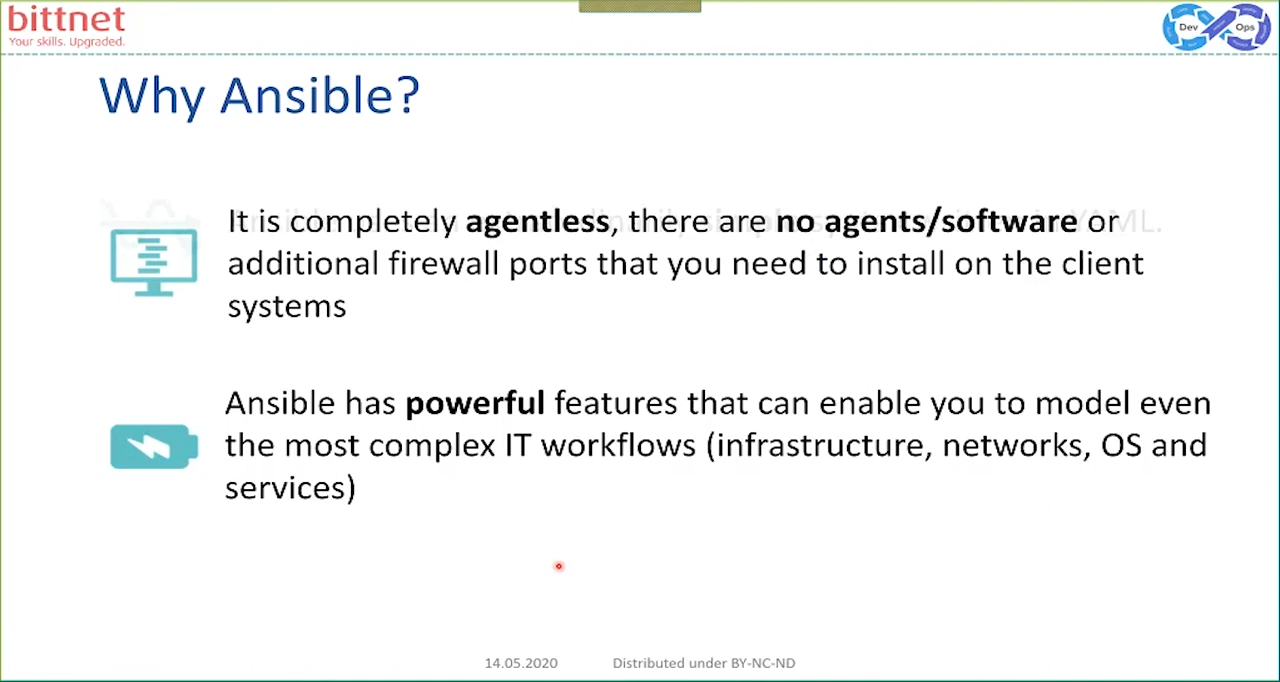 bittnet
Your skills. Upgraded.
Dev Ops
Why Ansible?
It is completely agentless, there are no agents/software or
additional firewall ports that you need to install on the client
systems
Ansible has powerful features that can enable you to model even
the most complex IT workflows (infrastructure, networks, OS and
services)
14.05.2020 Distributed under BY-NC-ND